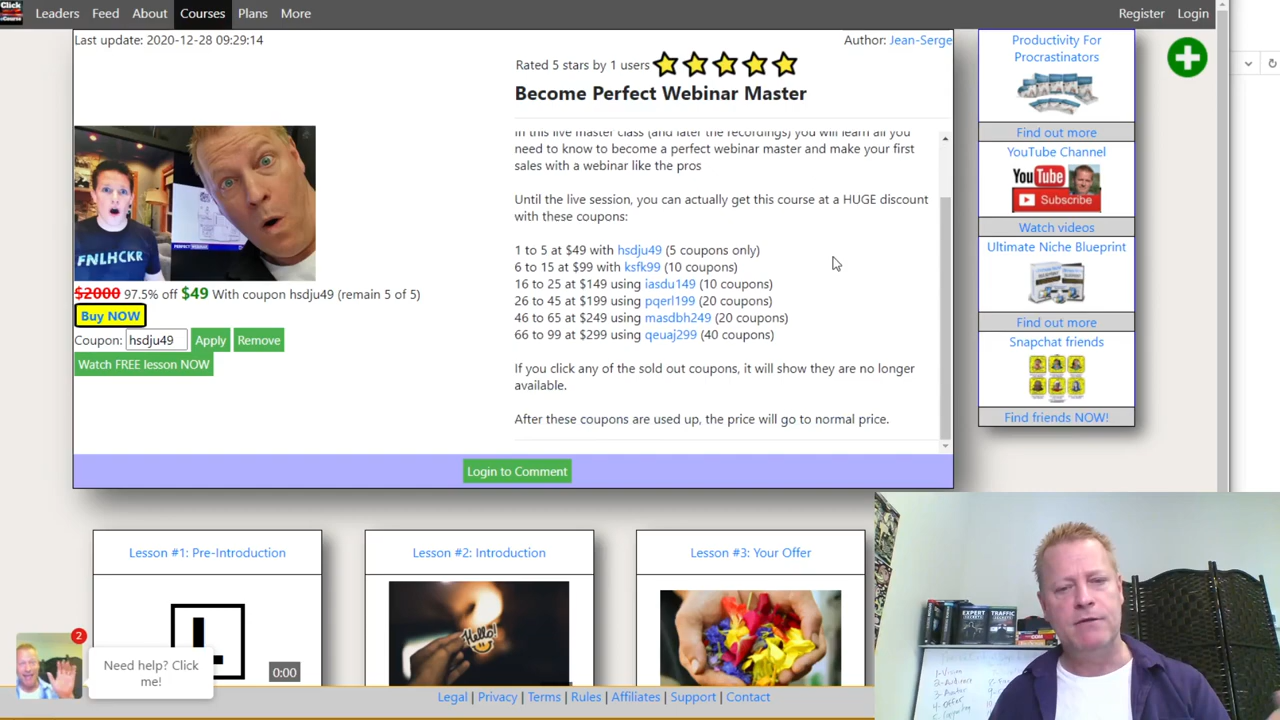 Click
eCourse
Leaders Feed About Courses Plans More Register Login
Last update: 2020-12-28 09:29:14
Author: Jean-Serge
Rated 5 stars by 1 users
Become Perfect Webinar Master
In this live master class (and later the recordings) you will learn all you
need to know to become a perfect webinar master and make your first
sales with a webinar like the pros
Until the live session, you can actually get this course at a HUGE discount
with these coupons:
1 to 5 at $49 with hsdju49 (5 coupons only)
6 to 15 at $99 with ksfk99 (10 coupons)
16 to 25 at $149 using iasdu149 (10 coupons)
26 to 45 at $199 using pqerl199 (20 coupons)
46 to 65 at $249 using masdbh249 (20 coupons)
66 to 99 at $299 using qeuaj299 (40 coupons)
If you click any of the sold out coupons, it will show they are no longer
available.
After these coupons are used up, the price will go to normal price.
FNLHCKR
PERFECT WEBINAR
$2000 97.5% off $49 With coupon hsdju49 (remain 5 of 5)
Buy NOW
Coupon: hsdju49 Apply Remove
Watch FREE lesson NOW
Login to Comment
Productivity For
Procrastinators
Find out more
YouTube Channel
You Tube
Subscribe
Watch videos
Ultimate Niche Blueprint
Find out more
Snapchat friends
Find friends NOW!
Lesson #1: Pre-Introduction
0:00
Lesson #2: Introduction
Hello!
Lesson #3: Your Offer
2
Need help? Click
me!
Legal | Privacy | Terms | Rules | Affiliates | Support | Contact
EXPERT
SECRETS
TRAFFIC
SECRETS